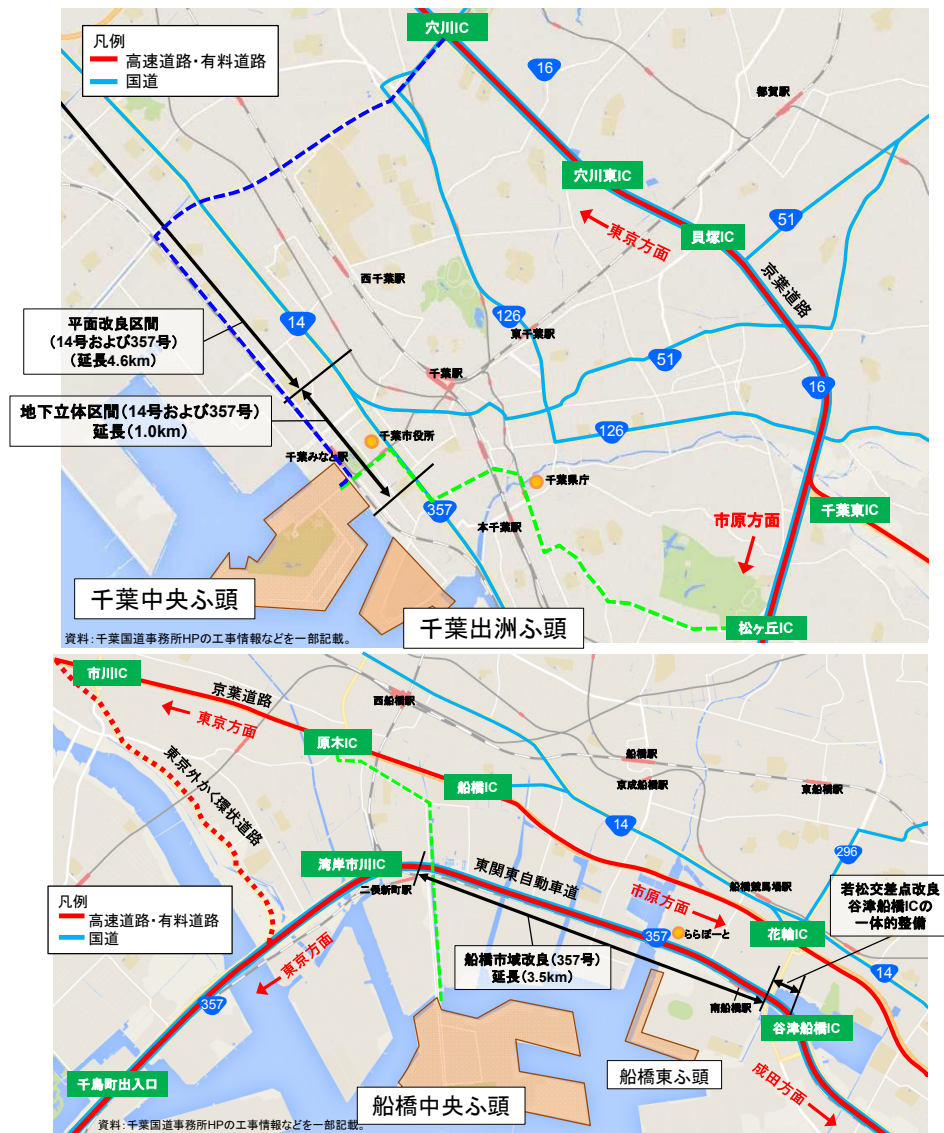 凡例
高速道路・有料道路
国道
穴川IC
16
都賀駅
穴川東IC
51
東京方面
貝塚IC
京葉道路
西千葉駅
平面改良区間
(14号および357号)
(延長4.6km)
14
126
東千葉駅
51
千葉駅
16
地下立体区間(14号および357号)
延長(1.0km)
千葉市役所
126
千葉みなと駅
千葉県庁
357
本千葉駅
市原方面
千葉東IC
千葉中央ふ頭
千葉出洲ふ頭
松ヶ丘IC
資料:千葉国道事務所HPの工事情報などを一部記載。
市川IC
京葉道路
東京方面
西船橋駅
原木IC
船橋駅
京成船橋駅
東船橋駅
船橋IC
東京外かく環状道路
14
296
湾岸市川IC
東関東自動車道
二俣新町駅
市原方面
船橋競馬場駅
若松交差点改良
谷津船橋ICの
一体的整備
凡例
高速道路・有料道路
国道
東京方面
357
ららぽーと
花輪IC
船橋市域改良(357号)
延長(3.5km)
14
357
南船橋駅
谷津船橋IC
千鳥町出入口
船橋中央ふ頭
船橋東ふ頭
成田方面
資料:千葉国道事務所HPの工事情報などを一部記載。